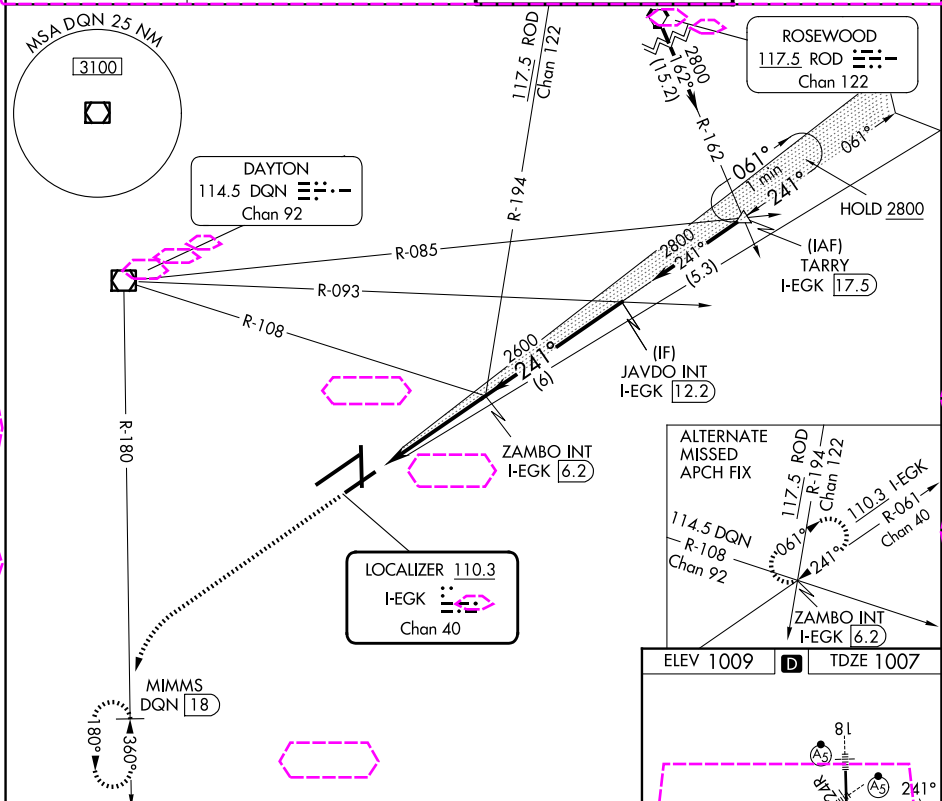 MSA DQN 25 NM
3100
DAYTON
114.5 DQN
Chan 92
117.5 ROD
Chan 122
R-194
ROSEWOOD
117.5 ROD
Chan 122
2800
162°
(15.2)
R-162
061°
1 min
241°
061°
HOLD 2800
(IAF)
TARRY
I-EGK 17.5
R-085
R-093
R-108
R-180
2800
241°
(5.3)
(IF)
JAVDO INT
I-EGK 12.2
2600
241°
(6)
ZAMBO INT
I-EGK 6.2
LOCALIZER 110.3
I-EGK
Chan 40
MIMMS
DQN 18
180°
360°
ALTERNATE
MISSED
APCH FIX
117.5 ROD
R-194
Chan 122
110.3 I-EGK
R-061
Chan 40
114.5 DQN
R-108
Chan 92
061°
241°
ZAMBO INT
I-EGK 6.2
ELEV 1009
D
TDZE 1007
18
A5
24R
A5
241°